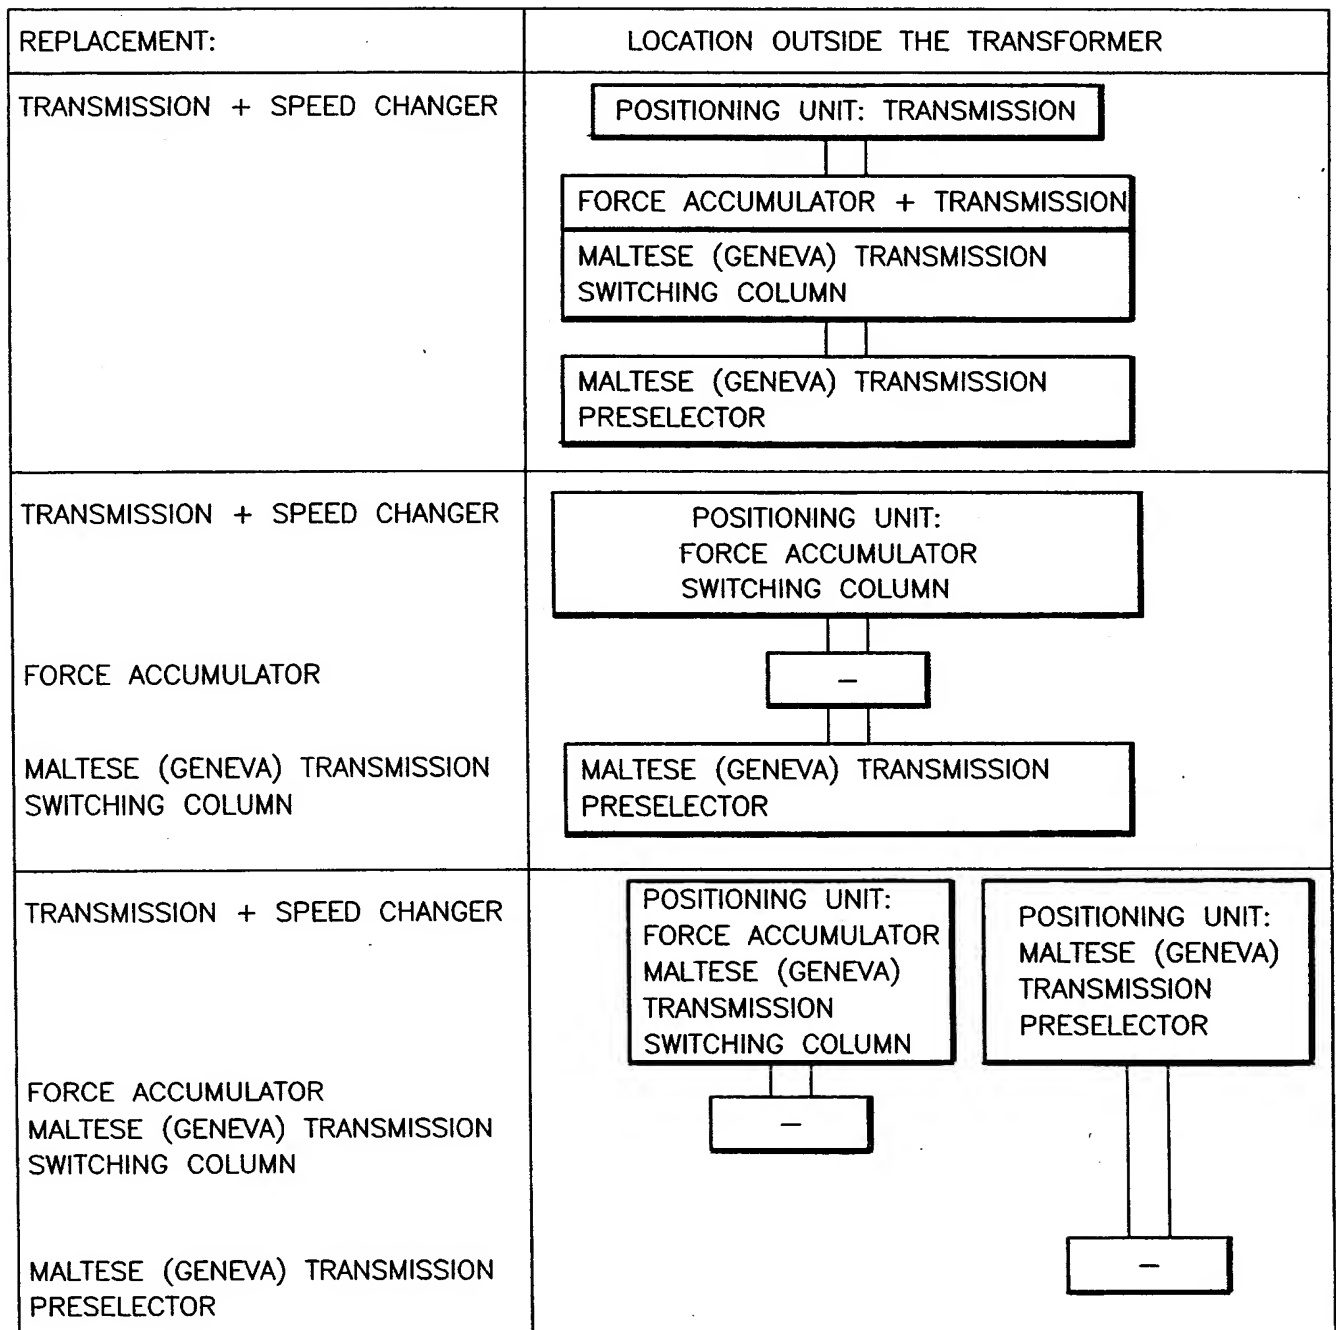 REPLACEMENT:
LOCATION OUTSIDE THE TRANSFORMER
TRANSMISSION + SPEED CHANGER
POSITIONING UNIT: TRANSMISSION
FORCE ACCUMULATOR + TRANSMISSION
MALTESE (GENEVA) TRANSMISSION
SWITCHING COLUMN
MALTESE (GENEVA) TRANSMISSION
PRESELECTOR
TRANSMISSION + SPEED CHANGER
POSITIONING UNIT:
FORCE ACCUMULATOR
SWITCHING COLUMN
FORCE ACCUMULATOR
–
MALTESE (GENEVA) TRANSMISSION
SWITCHING COLUMN
MALTESE (GENEVA) TRANSMISSION
PRESELECTOR
TRANSMISSION + SPEED CHANGER
POSITIONING UNIT:
FORCE ACCUMULATOR
MALTESE (GENEVA)
TRANSMISSION
SWITCHING COLUMN
POSITIONING UNIT:
MALTESE (GENEVA)
TRANSMISSION
PRESELECTOR
FORCE ACCUMULATOR
MALTESE (GENEVA) TRANSMISSION
SWITCHING COLUMN
–
MALTESE (GENEVA) TRANSMISSION
PRESELECTOR
–